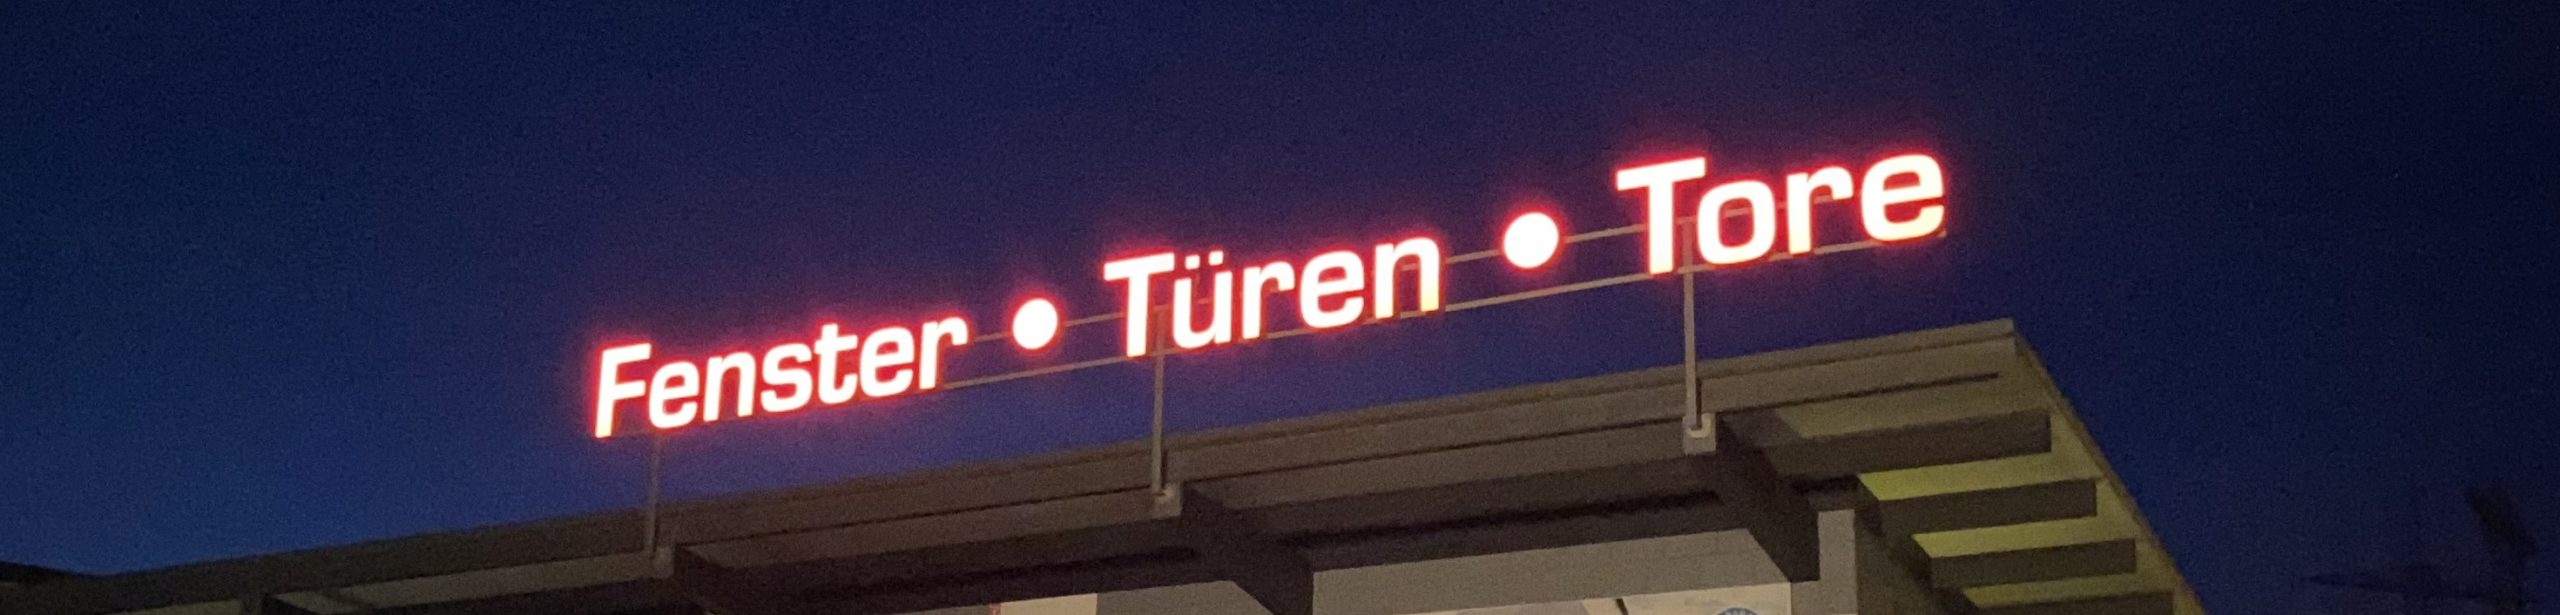 Fenster • Türen • Tore